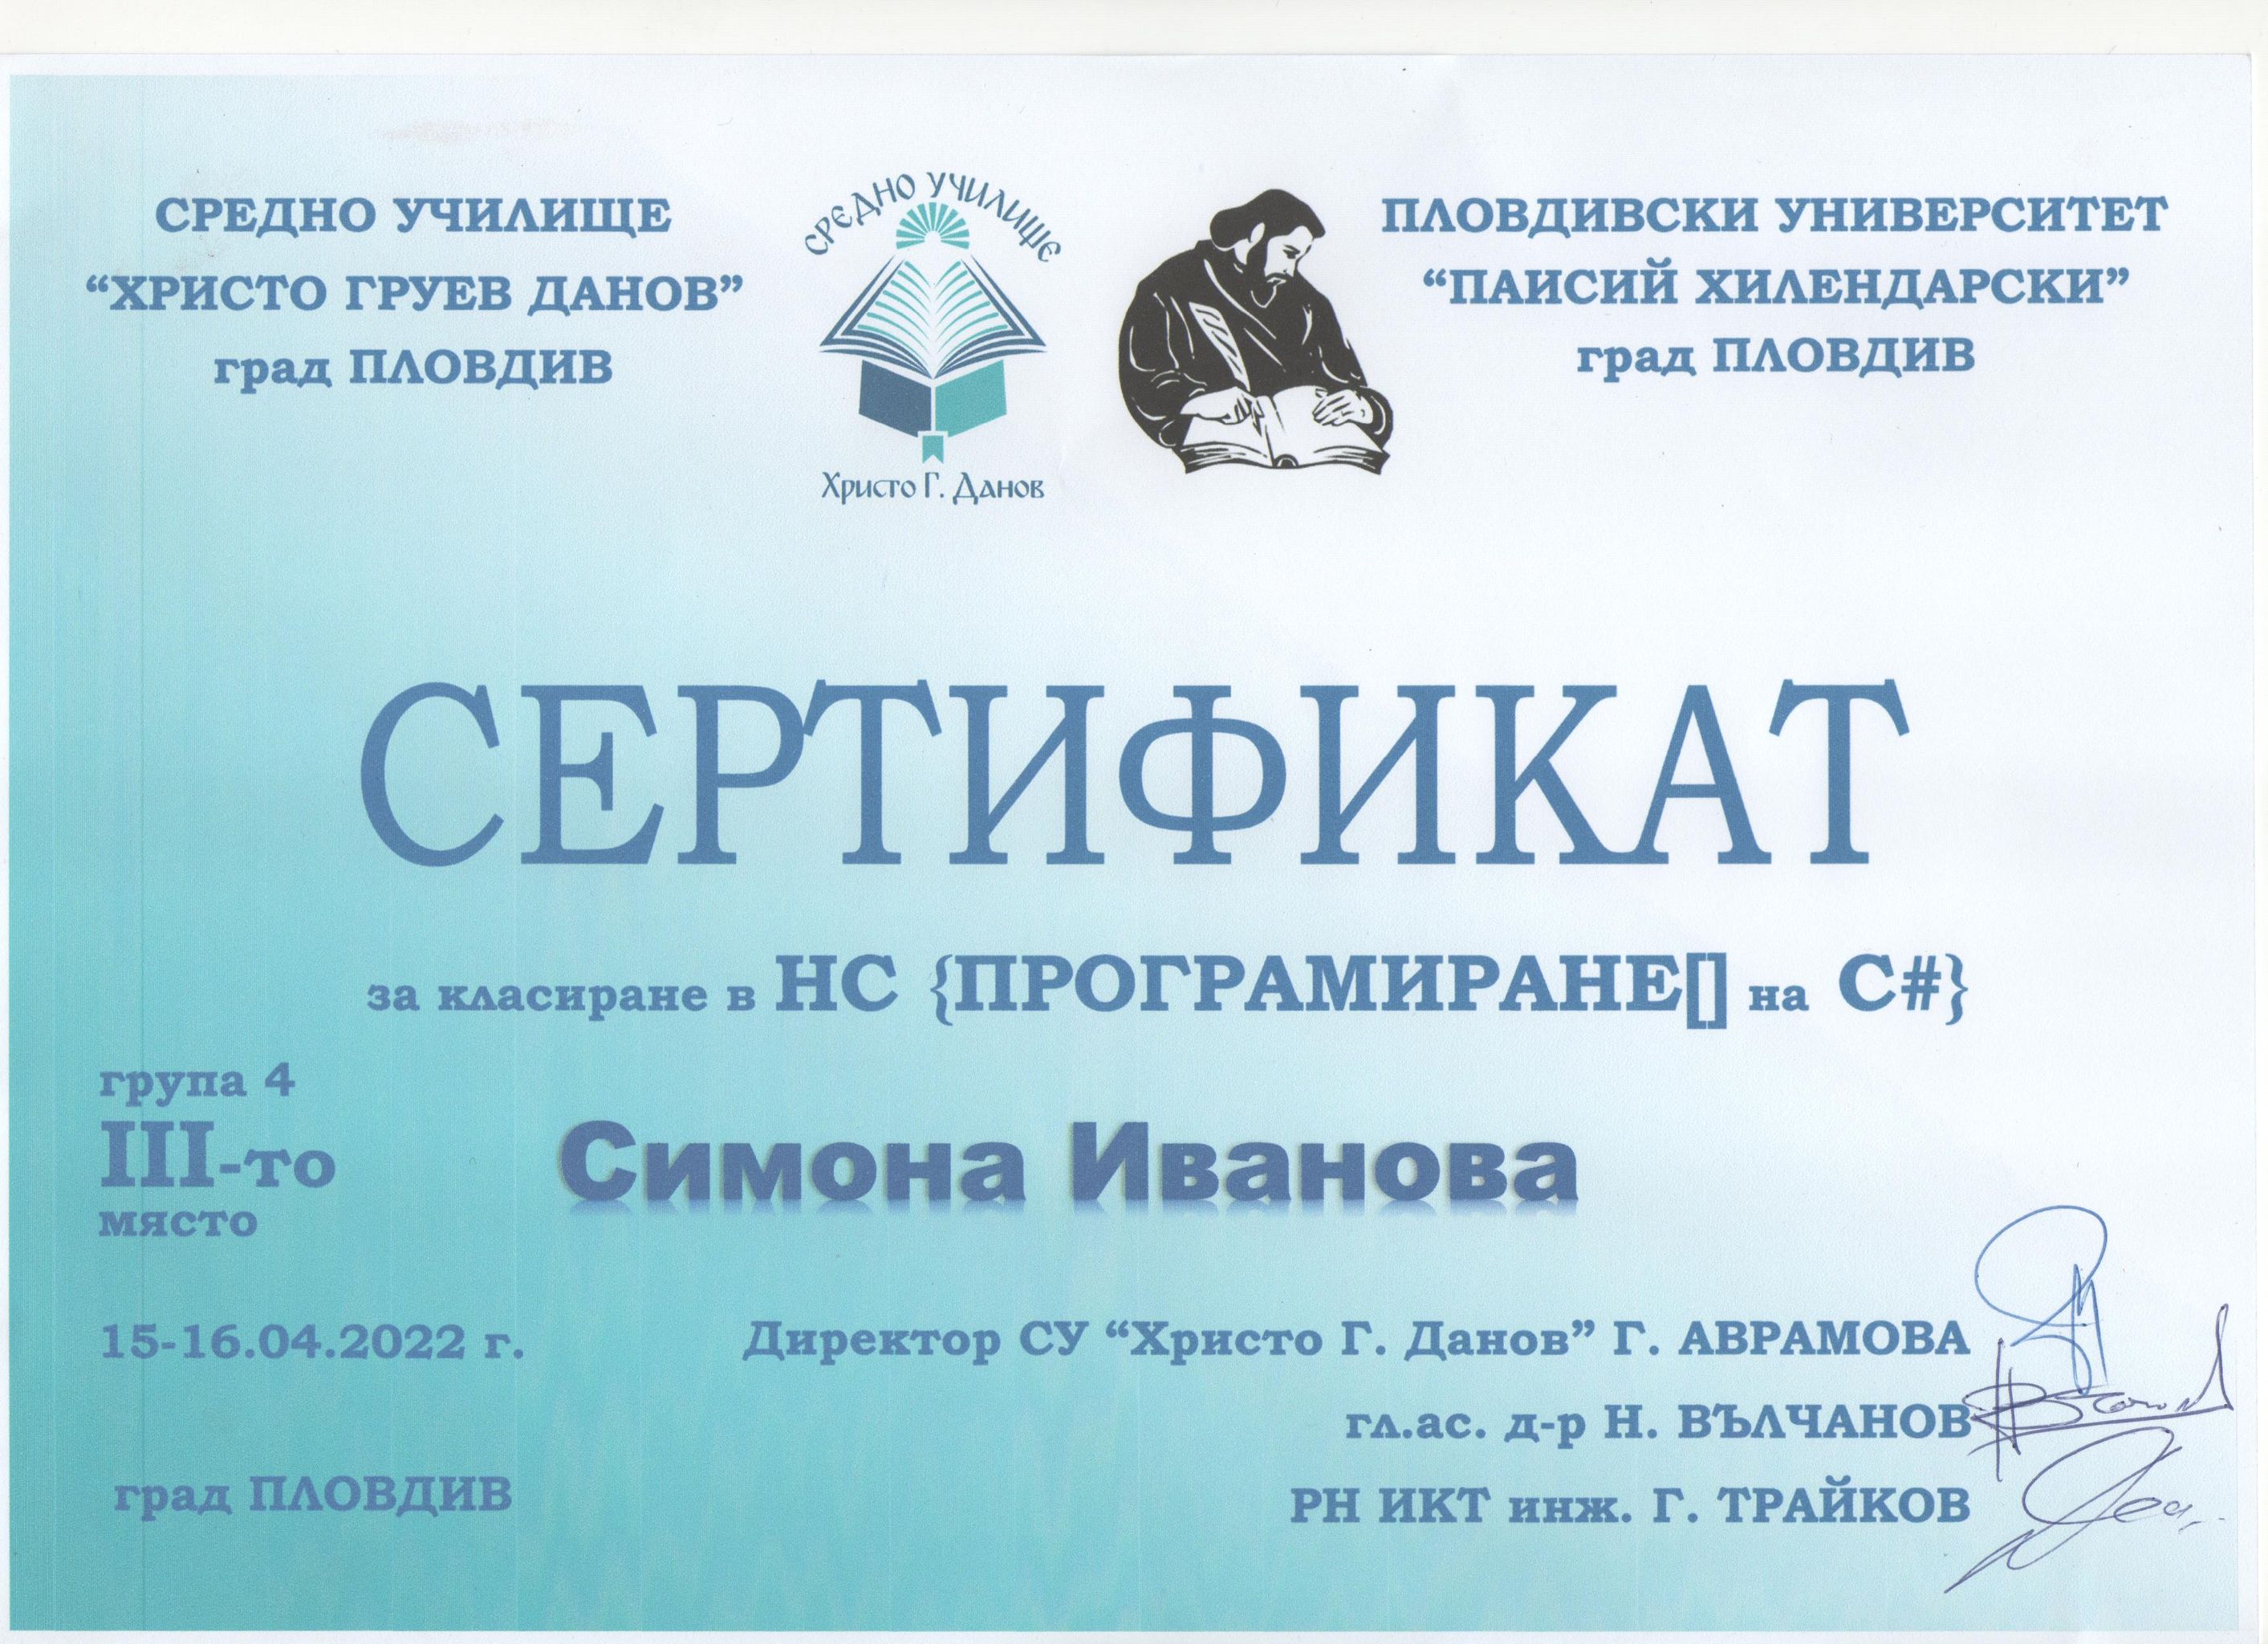 СРЕДНО УЧИЛИЩЕ
“ХРИСТО ГРУЕВ ДАНОВ”
град ПЛОВДИВ
СРЕДНО УЧИЛИЩЕ
Христо Г. Данов
ПЛОВДИВСКИ УНИВЕРСИТЕТ
“ПАИСИЙ ХИЛЕНДАРСКИ”
град ПЛОВДИВ
СЕРТИФИКАТ
за класиране в НС {ПРОГРАМИРАНЕ[] на C#}
група 4
III-то
място
Симона Иванова
15-16.04.2022 г.
град ПЛОВДИВ
Директор СУ “Христо Г. Данов” Г. АВРАМОВА
гл.ас. д-р Н. ВЪЛЧАНОВ
РН ИКТ инж. Г. ТРАЙКОВ